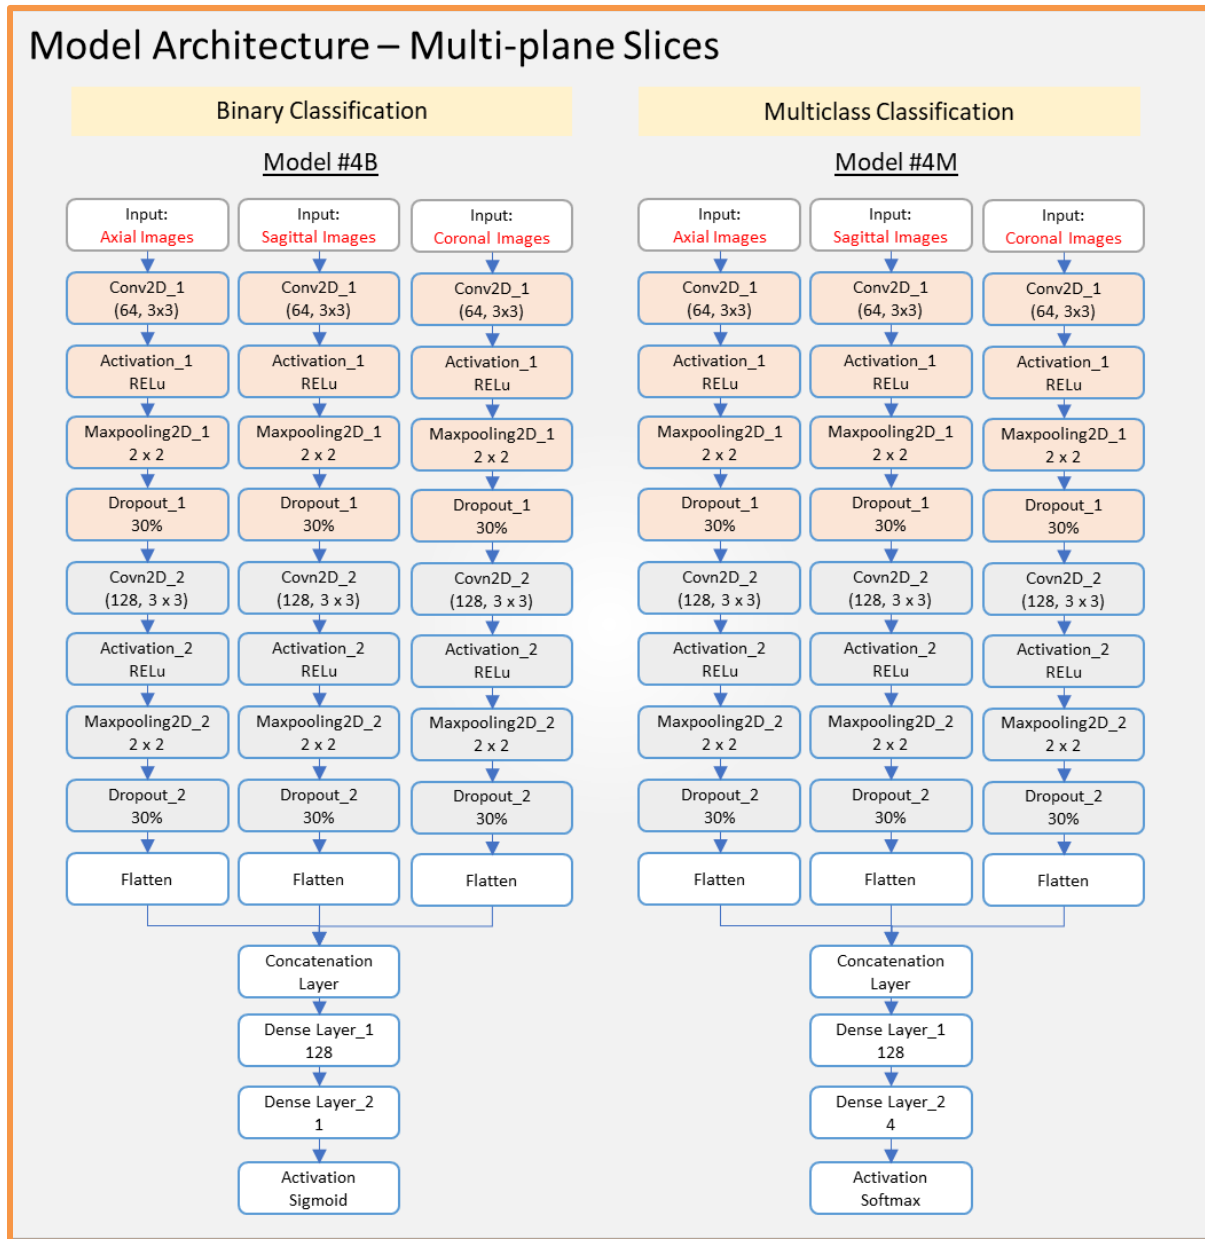 Model Architecture – Multi-plane Slices
Binary Classification
Model #4B
Input:
Axial Images
Conv2D_1
(64, 3x3)
Activation_1
RELu
Maxpooling2D_1
2 x 2
Dropout_1
30%
Covn2D_2
(128, 3 x 3)
Activation_2
RELu
Maxpooling2D_2
2 x 2
Dropout_2
30%
Flatten
Input:
Sagittal Images
Conv2D_1
(64, 3x3)
Activation_1
RELu
Maxpooling2D_1
2 x 2
Dropout_1
30%
Covn2D_2
(128, 3 x 3)
Activation_2
RELu
Maxpooling2D_2
2 x 2
Dropout_2
30%
Flatten
Input:
Coronal Images
Conv2D_1
(64, 3x3)
Activation_1
RELu
Maxpooling2D_1
2 x 2
Dropout_1
30%
Covn2D_2
(128, 3 x 3)
Activation_2
RELu
Maxpooling2D_2
2 x 2
Dropout_2
30%
Flatten
Concatenation
Layer
Dense Layer_1
128
Dense Layer_2
1
Activation
Sigmoid
Multiclass Classification
Model #4M
Input:
Axial Images
Conv2D_1
(64, 3x3)
Activation_1
RELu
Maxpooling2D_1
2 x 2
Dropout_1
30%
Covn2D_2
(128, 3 x 3)
Activation_2
RELu
Maxpooling2D_2
2 x 2
Dropout_2
30%
Flatten
Input:
Sagittal Images
Conv2D_1
(64, 3x3)
Activation_1
RELu
Maxpooling2D_1
2 x 2
Dropout_1
30%
Covn2D_2
(128, 3 x 3)
Activation_2
RELu
Maxpooling2D_2
2 x 2
Dropout_2
30%
Flatten
Input:
Coronal Images
Conv2D_1
(64, 3x3)
Activation_1
RELu
Maxpooling2D_1
2 x 2
Dropout_1
30%
Covn2D_2
(128, 3 x 3)
Activation_2
RELu
Maxpooling2D_2
2 x 2
Dropout_2
30%
Flatten
Concatenation
Layer
Dense Layer_1
128
Dense Layer_2
4
Activation
Softmax